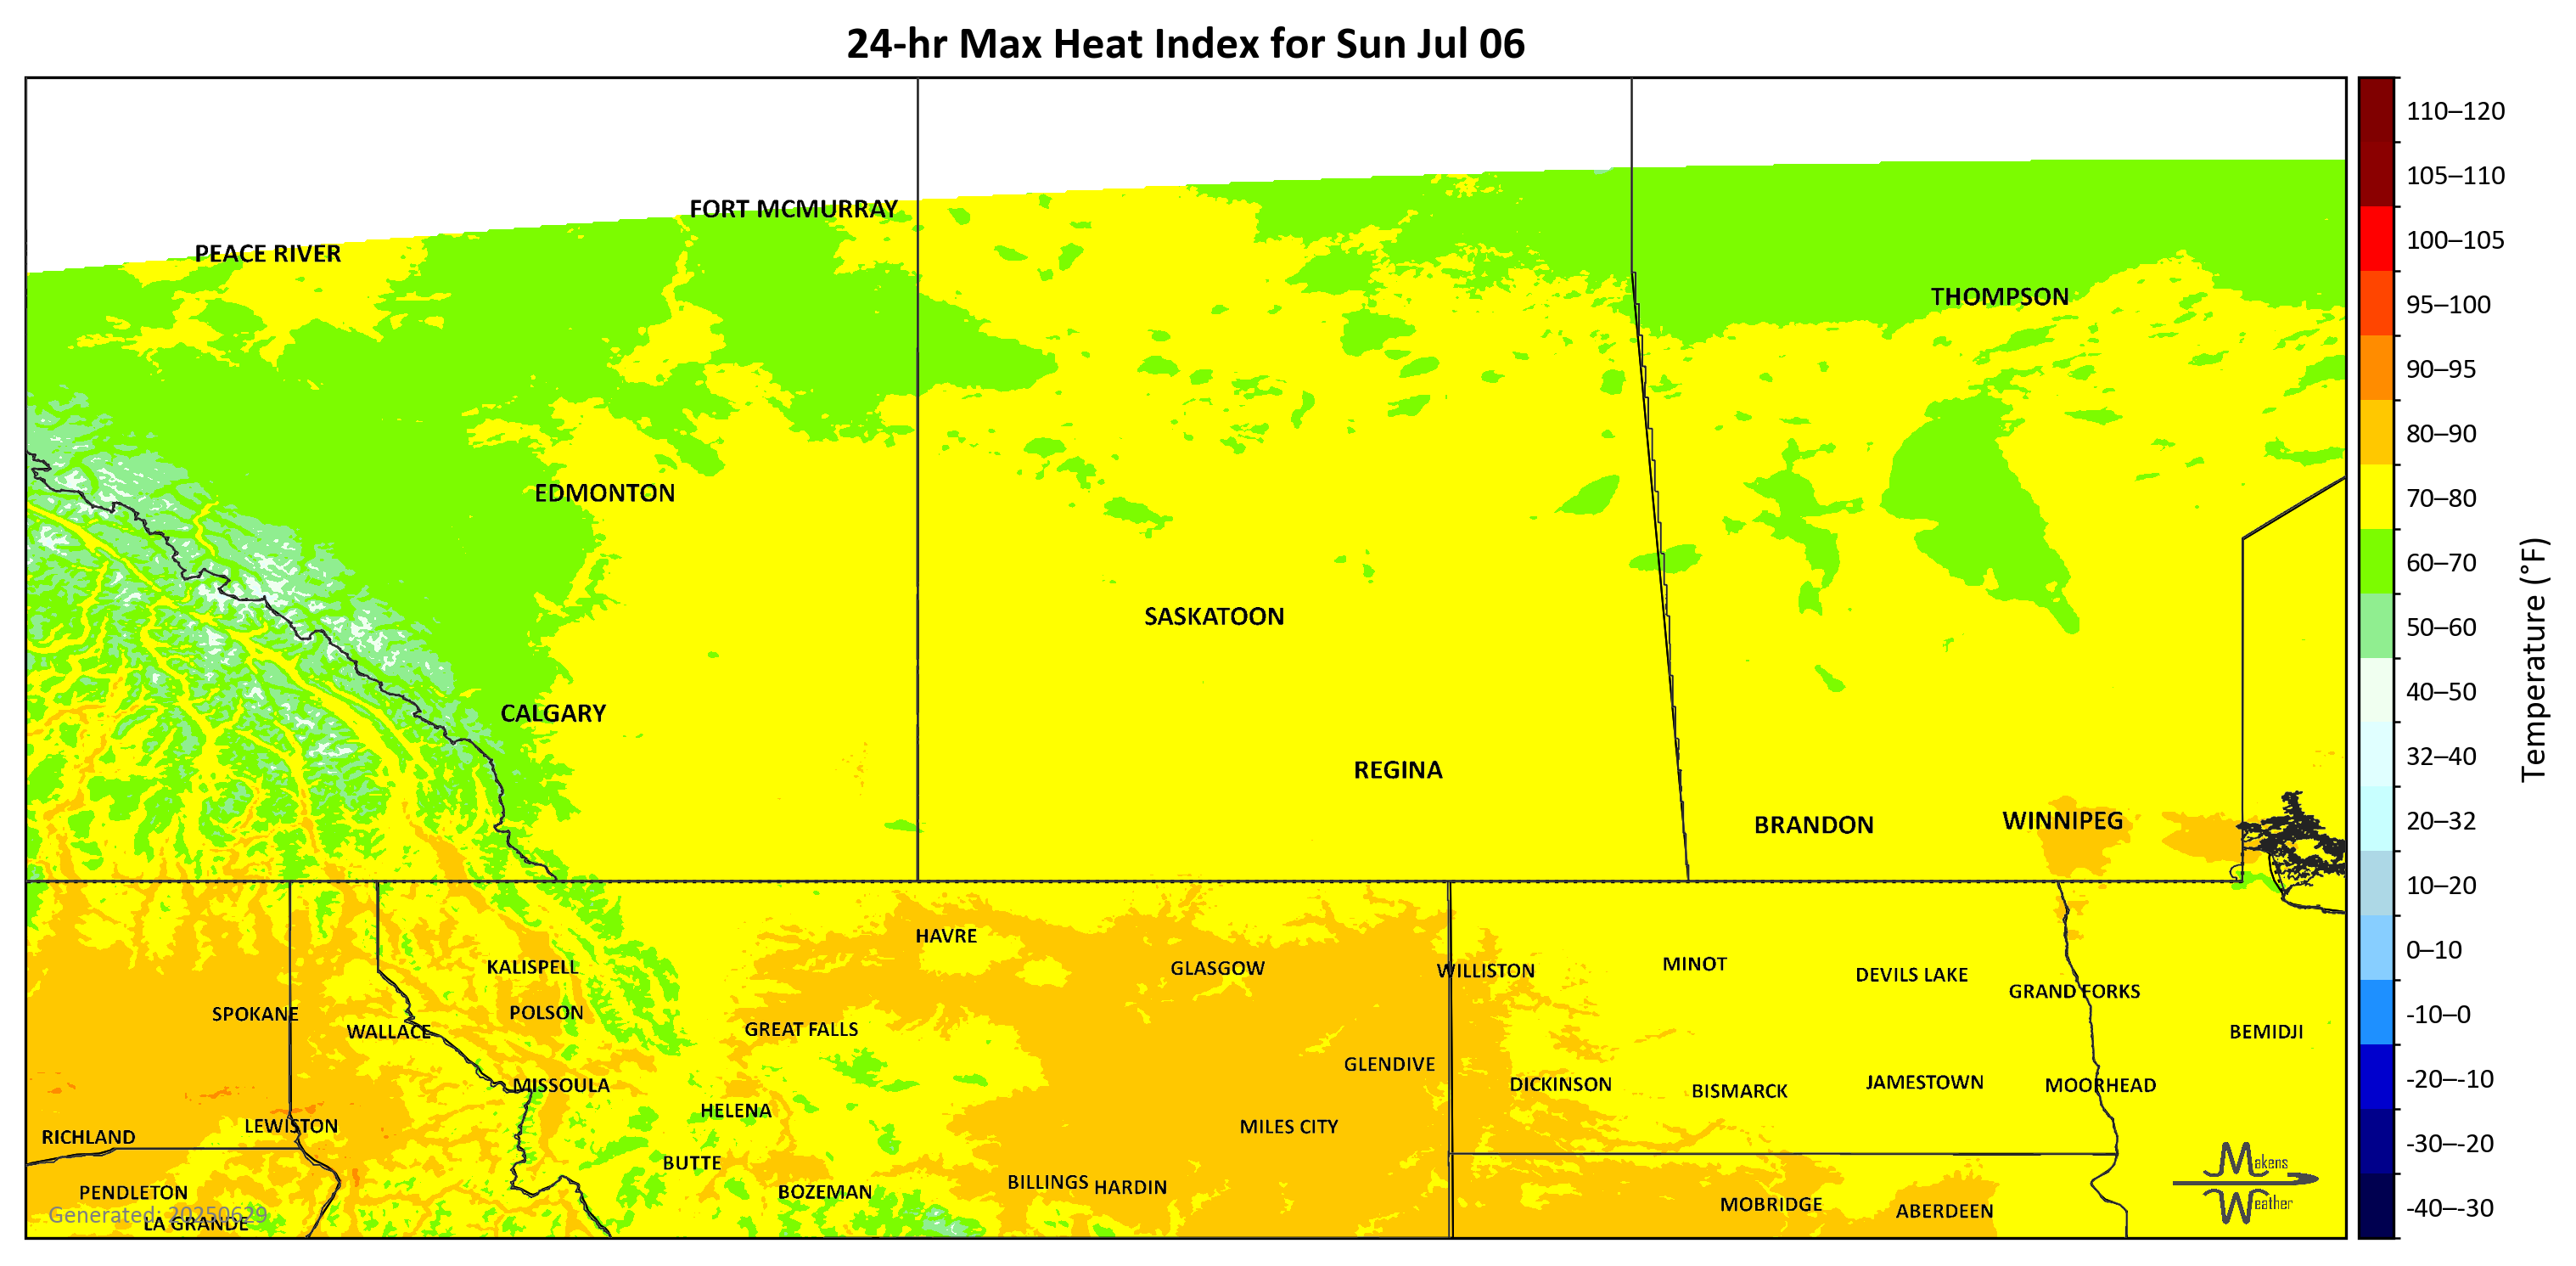 24-hr Max Heat Index for Sun Jul 06
110–120
105–110
FORT MCMURRAY
PEACE RIVER
100–105
THOMPSON
95–100
90–95
80–90
EDMONTON
70–80
60–70
SASKATOON
50–60
40–50
CALGARY
32–40
REGINA
Temperature (°F)
BRANDON
WINNIPEG
20–32
10–20
HAVRE
KALISPELL
GLASGOW
WILLISTON
MINOT
DEVILS LAKE
0–10
GRAND FORKS
SPOKANE
POLSON
-10–0
WALLACE
GREAT FALLS
BEMIDJI
GLENDIVE
MISSOULA
DICKINSON
BISMARCK
JAMESTOWN
MOORHEAD
-20–-10
HELENA
LEWISTON
MILES CITY
RICHLAND
-30–-20
BUTTE
Makens
Weather
PENDLETON
BOZEMAN
BILLINGS
HARDIN
MOBRIDGE
ABERDEEN
-40–-30
Generated: 20250629
LA GRANDE